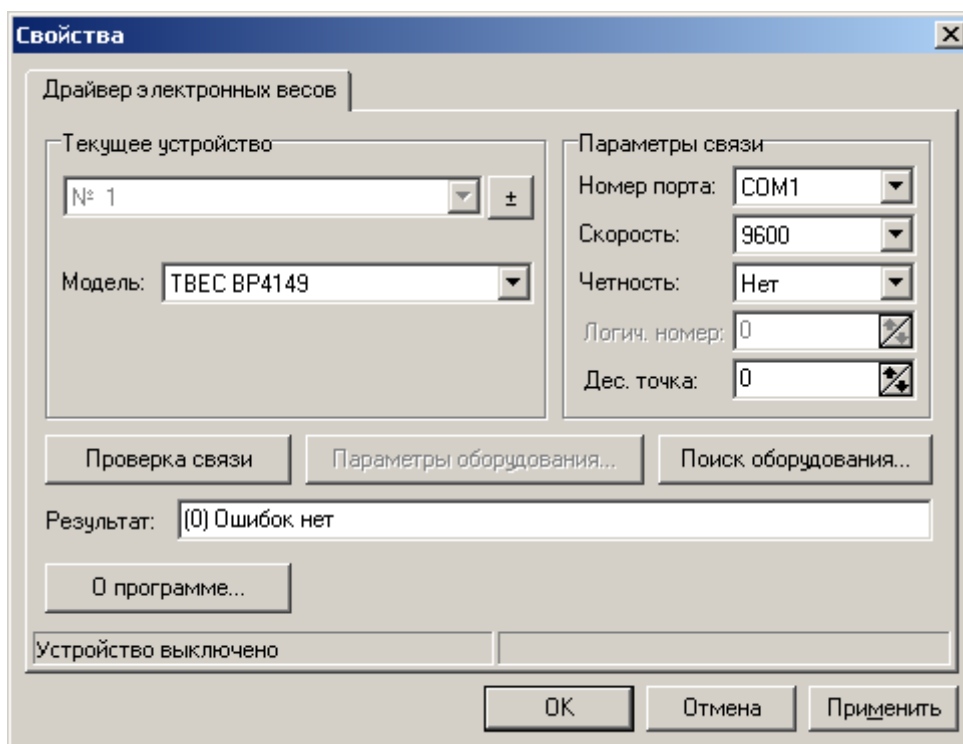 Свойства
Драйвер электронных весов
Текущее устройство
№ 1
±
Модель:
ТВЕС ВР4149
Параметры связи
Номер порта: COM1
Скорость: 9600
Четность: Нет
Логич. номер: 0
Дес. точка: 0
Проверка связи
Параметры оборудования...
Поиск оборудования...
Результат: (0) Ошибок нет
О программе...
Устройство выключено
OK
Отмена
Применить